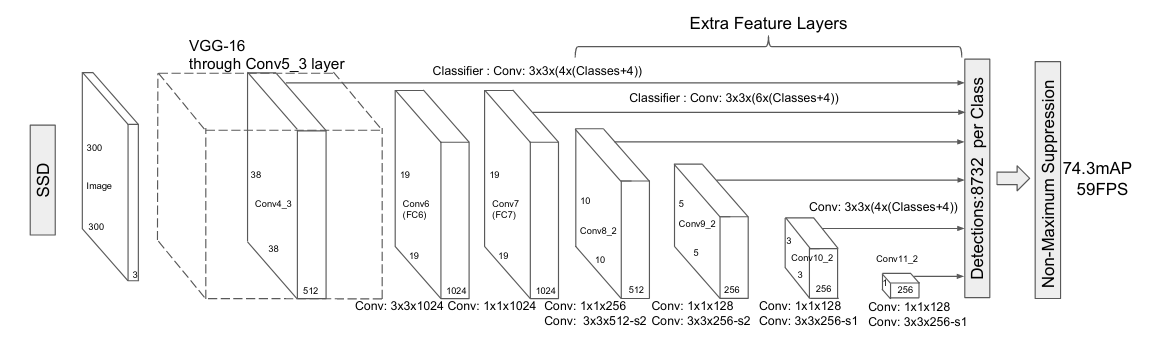 Extra Feature Layers
VGG-16
through Conv5_3 layer
Classifier : Conv: 3x3x(4x(Classes+4))
Classifier : Conv: 3x3x(6x(Classes+4))
SSD
300
Image
300
3
38
Conv4_3
38
512
19
Conv6
(FC6)
19
1024
19
Conv7
(FC7)
19
1024
10
Conv8_2
10
512
5
Conv9_2
5
256
Conv: 3x3x(4x(Classes+4))
3
Conv10_2
3
256
Conv11_2
1
256
Conv: 3x3x1024
Conv: 1x1x1024
Conv: 1x1x256
Conv: 3x3x512-s2
Conv: 1x1x128
Conv: 3x3x256-s2
Conv: 1x1x128
Conv: 3x3x256-s1
Conv: 1x1x128
Conv: 3x3x256-s1
Detections:8732 per Class
Non-Maximum Suppression
74.3mAP
59FPS